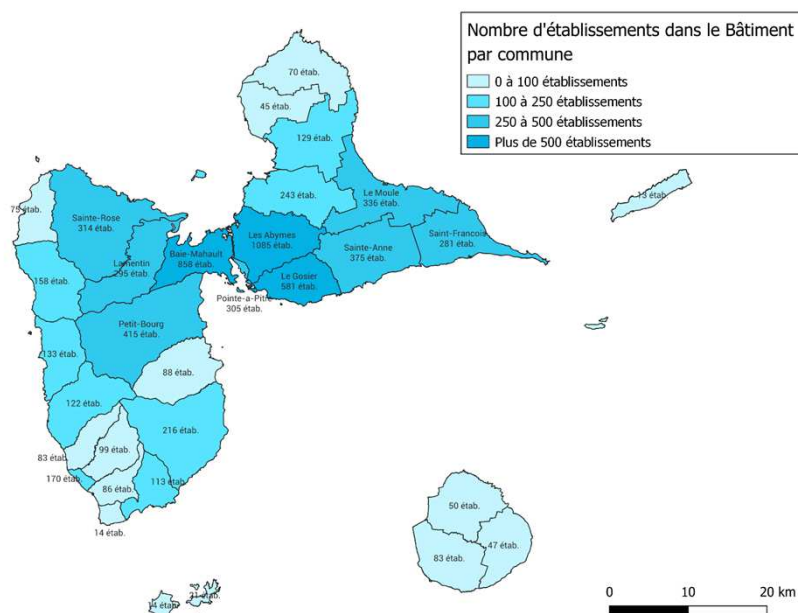 Nombre d'établissements dans le Bâtiment
par commune
0 à 100 établissements
100 à 250 établissements
250 à 500 établissements
Plus de 500 établissements
70 étab.
45 étab.
129 étab.
243 étab.
Le Moule
336 étab.
13 étab.
75 étab.
Sainte-Rose
314 étab.
Lamentin
295 étab.
Baie-Mahault
858 étab.
Les Abymes
1085 étab.
Sainte-Anne
375 étab.
Saint-François
281 étab.
158 étab.
Le Gosier
581 étab.
Pointe-a-Pitre
305 étab.
Petit-Bourg
415 étab.
133 étab.
88 étab.
122 étab.
216 étab.
83 étab.
99 étab.
170 étab.
86 étab.
113 étab.
14 étab.
50 étab.
47 étab.
83 étab.
14 étab.
21 étab.
0 10 20 km